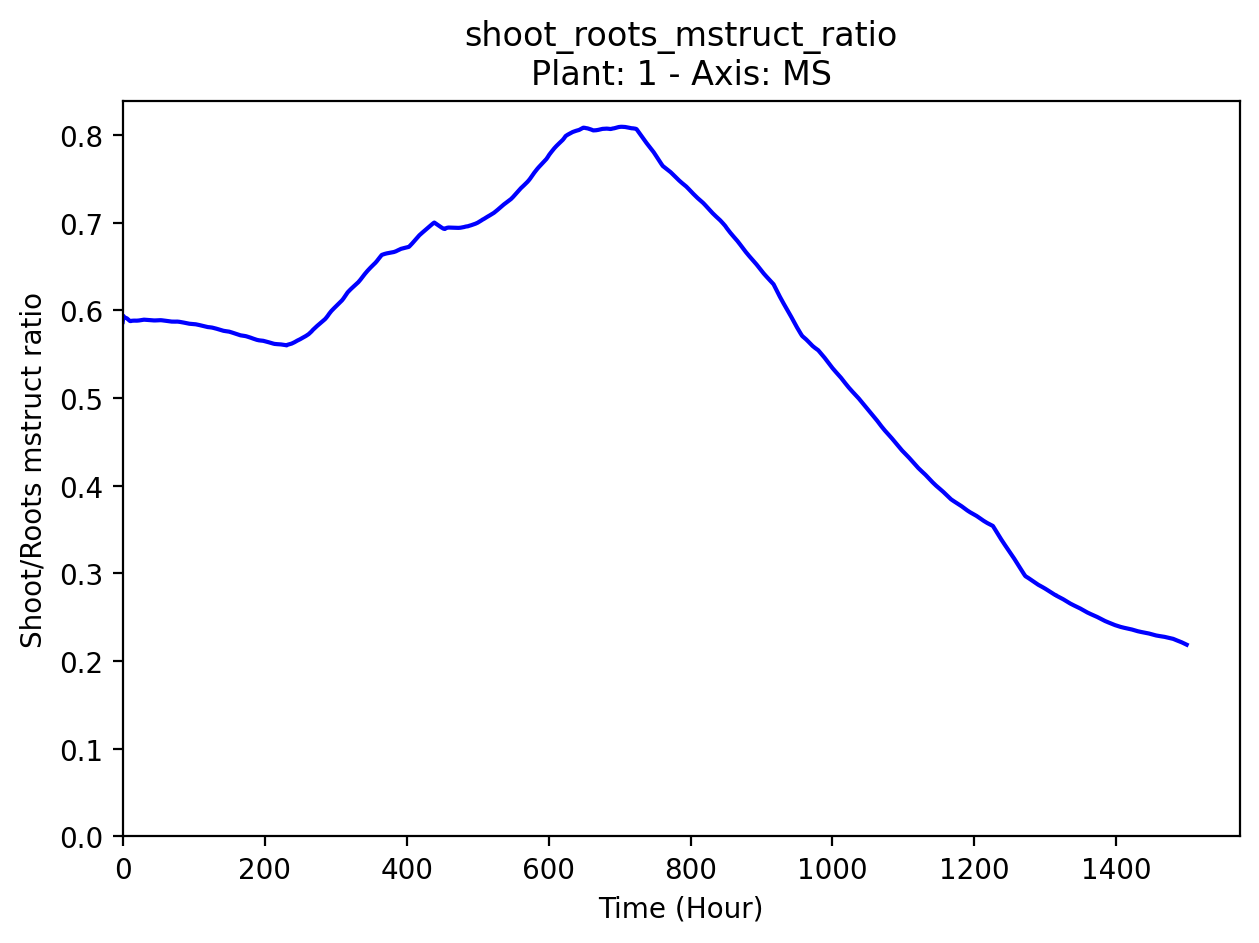 shoot_roots_mstruct_ratio
Plant: 1 - Axis: MS
Shoot/Roots mstruct ratio
0.8
0.7
0.6
0.5
0.4
0.3
0.2
0.1
0.0
0 200 400 600 800 1000 1200 1400
Time (Hour)